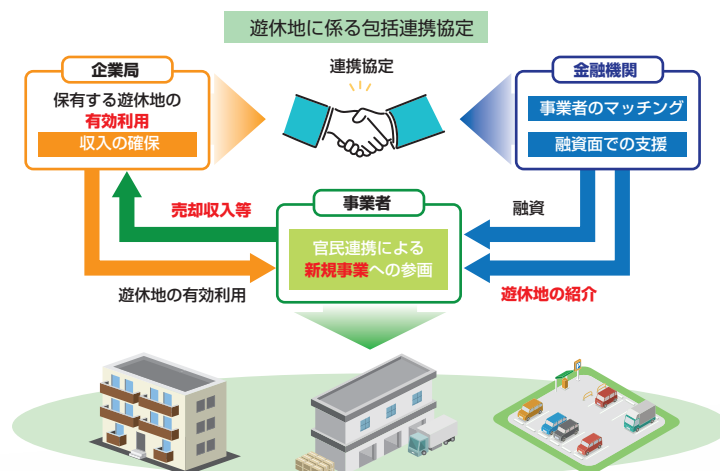 遊休地に係る包括連携協定
企業局
保有する遊休地の
有効利用
収入の確保
連携協定
金融機関
事業者のマッチング
融資面での支援
売却収入等
事業者
官民連携による
新規事業への参画
融資
遊休地の有効利用
遊休地の紹介
P